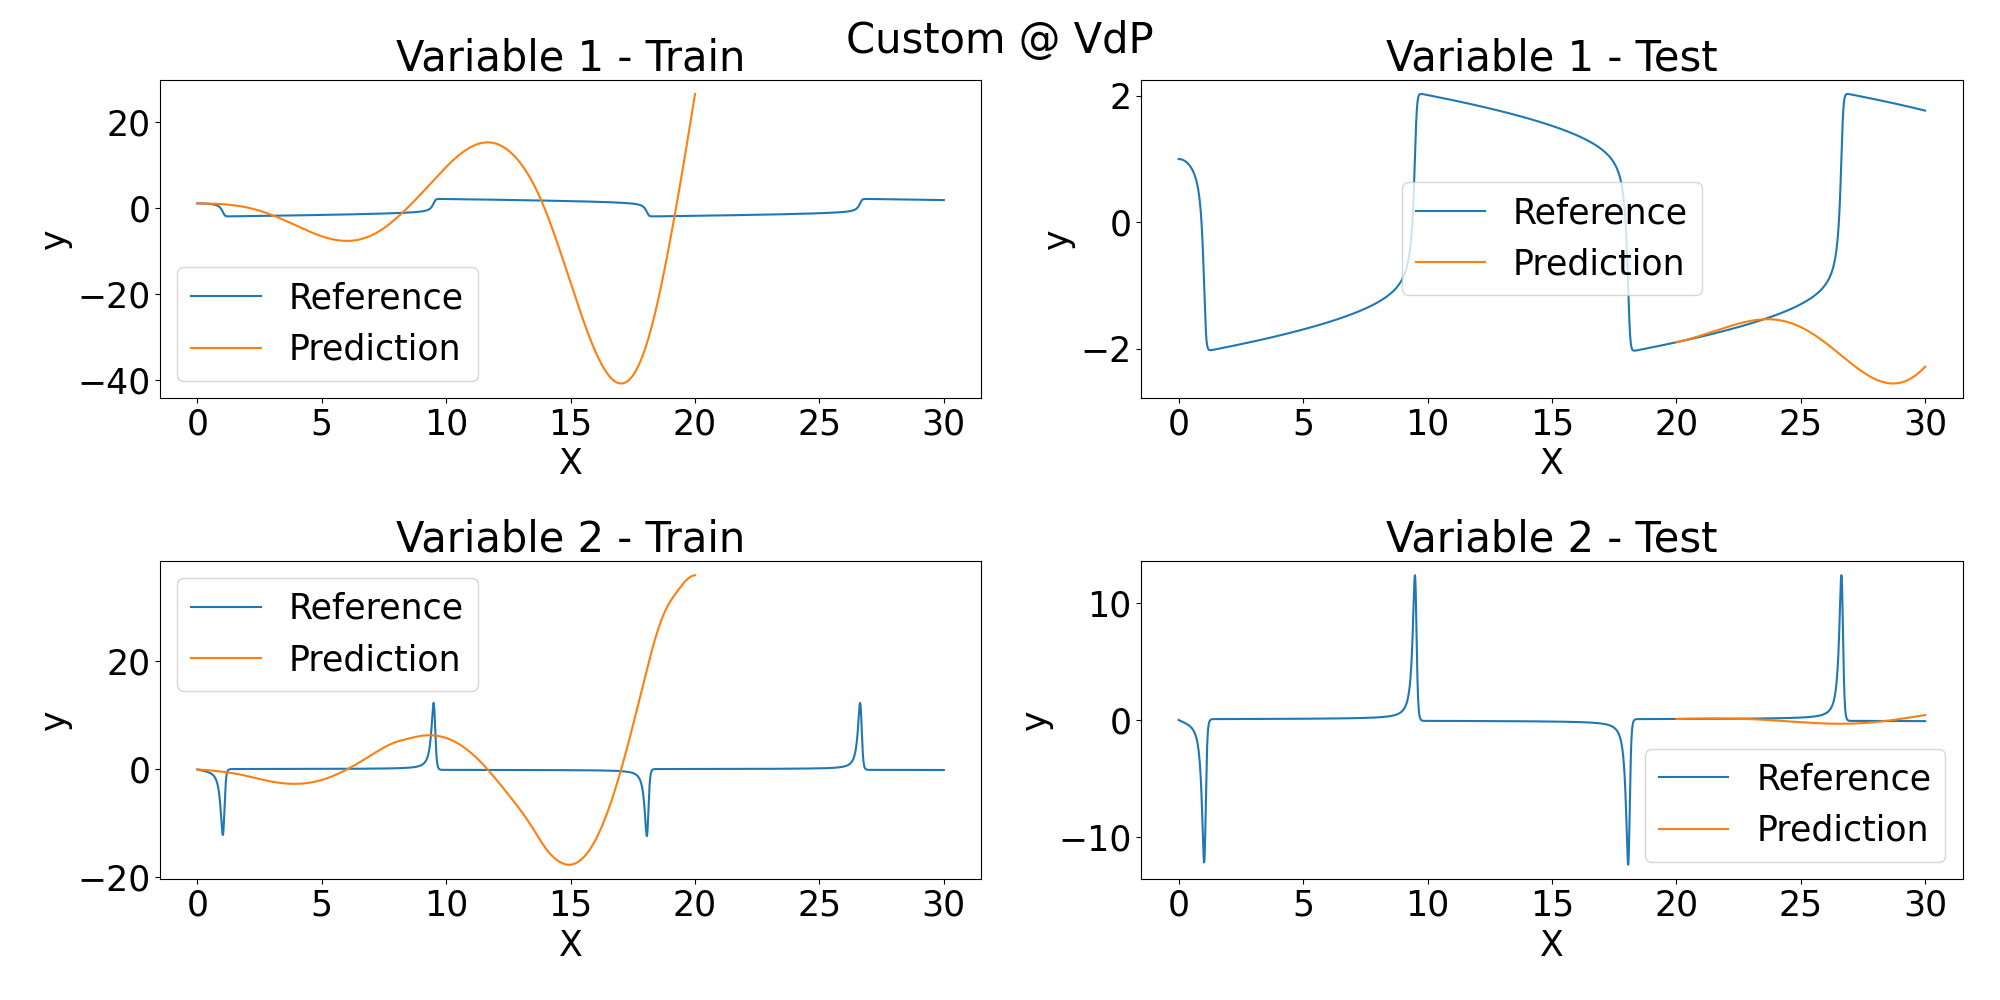 Custom @ VdP
Variable 1 - Train
20
0
−20
−40
y
Reference
Prediction
0 5 10 15 20 25 30
X
Variable 1 - Test
2
0
−2
y
Reference
Prediction
0 5 10 15 20 25 30
X
Variable 2 - Train
20
0
−20
y
Reference
Prediction
0 5 10 15 20 25 30
X
Variable 2 - Test
10
0
−10
y
Reference
Prediction
0 5 10 15 20 25 30
X